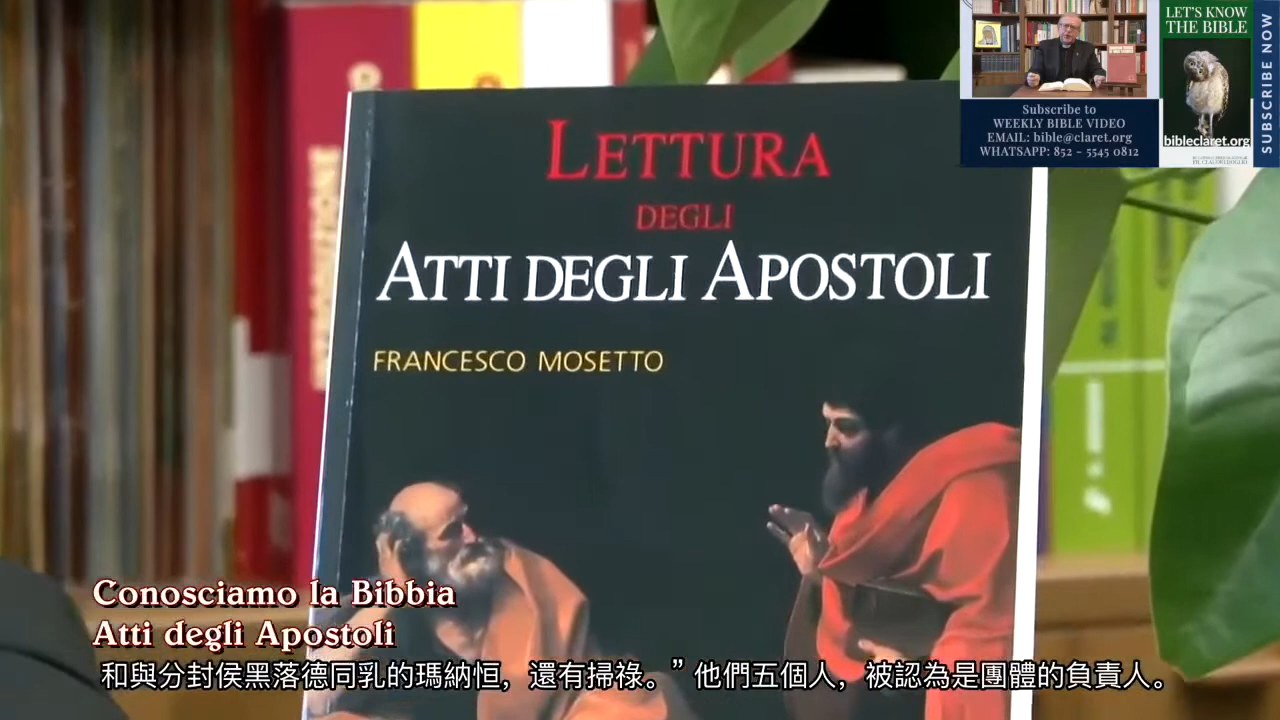 LETTURA
DEGLI
ATTI DEGLI APOSTOLI
FRANCESCO MOSETTO
LET'S KNOW
THE BIBLE
Subscribe to
WEEKLY BIBLE VIDEO
EMAIL: bible@claret.org
WHATSAPP: 852 - 5545 0812
bibleclaret.org
SUBSCRIBE NOW
Conosciamo la Bibbia
Atti degli Apostoli
和與分封侯黑落德同乳的瑪納恒，還有掃祿。” 他們五個人，被認為是團體的負責人。